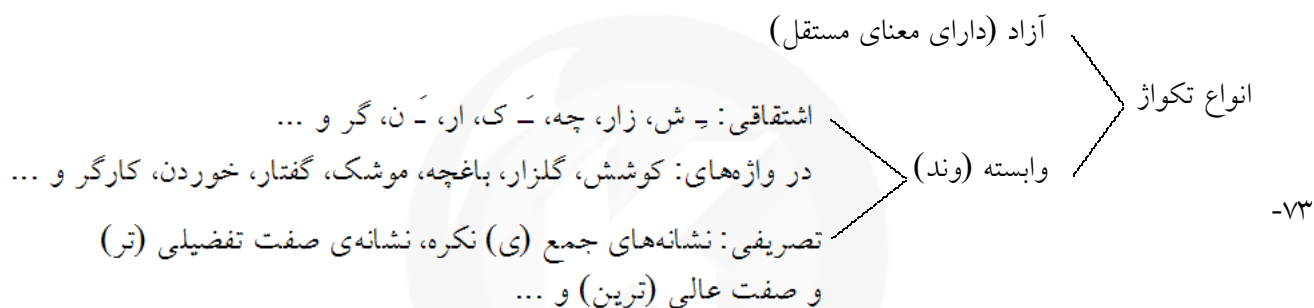 آزاد (دارای معنای مستقل)
انواع تکواژ
اشتقاقی: ـِ ش، زار، چه، ـَ ک، ار، ـَ ن، گر و ...
وابسته (وند)
در واژه‌های: کوشش، گلزار، باغچه، موشک، گفتار، خوردن، کارگر و ...
۷۳-
تصریفی: نشانه‌های جمع (ی) نکره، نشانه‌ی صفت تفضیلی (تر)
و صفت عالی (ترین) و ...